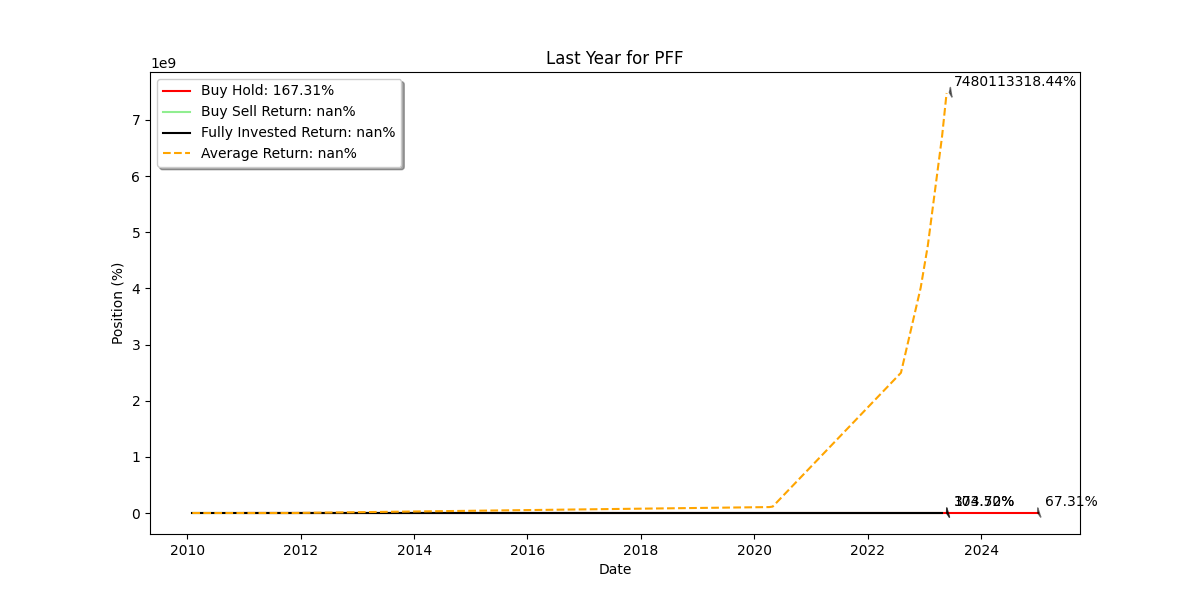 Last Year for PFF
1e9
Buy Hold: 167.31%
Buy Sell Return: nan%
Fully Invested Return: nan%
Average Return: nan%
7480113318.44%
7
6
5
4
3
2
1
0
Position (%)
67.31%
2010 2012 2014 2016 2018 2020 2022 2024
Date